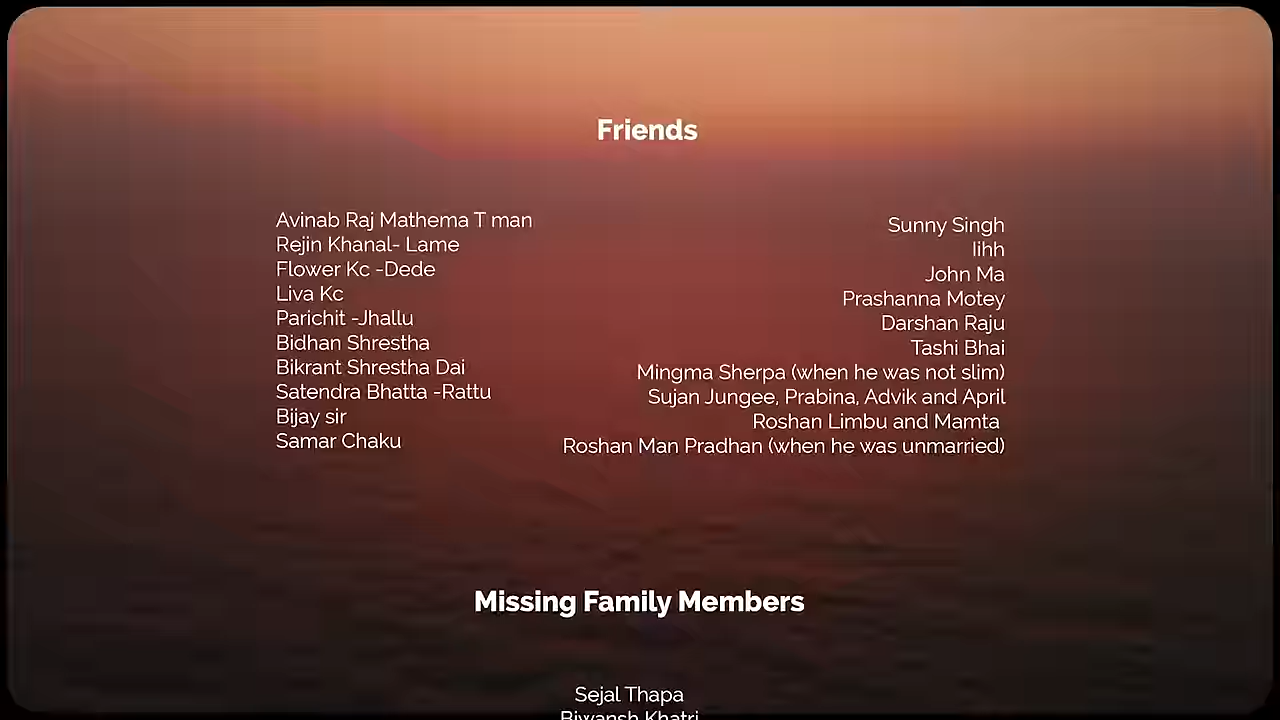 Friends
Avinab Raj Mathema T man
Rejin Khanal- Lame
Flower Kc -Dede
Liva Kc
Parichit -Jhallu
Bidhan Shrestha
Bikrant Shrestha Dai
Satendra Bhatta -Rattu
Bijay sir
Samar Chaku
Sunny Singh
Iihh
John Ma
Prashanna Motey
Darshan Raju
Tashi Bhai
Mingma Sherpa (when he was not slim)
Sujan Jungee, Prabina, Advik and April
Roshan Limbu and Mamta
Roshan Man Pradhan (when he was unmarried)
Missing Family Members
Sejal Thapa
Biwansh Khatri